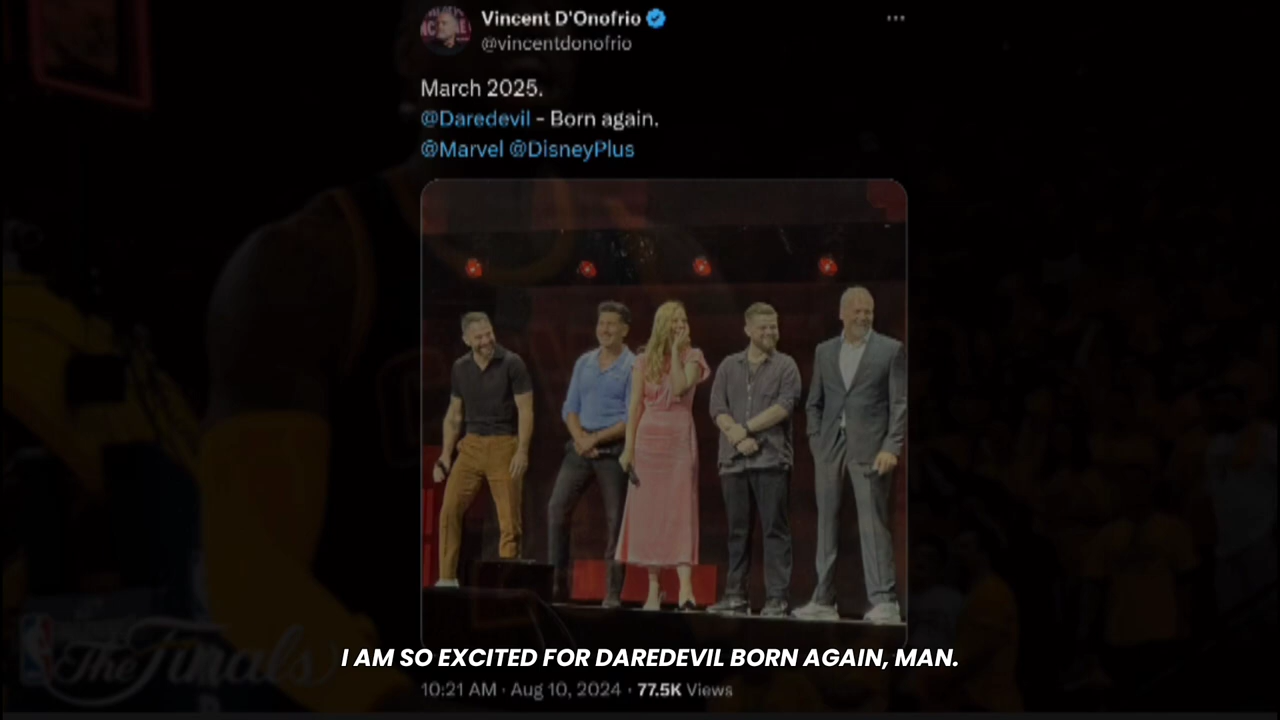 Vincent D'Onofrio
@vincentdonofrio
March 2025.
@Daredevil - Born again.
@Marvel @DisneyPlus
The Finals
I AM SO EXCITED FOR DAREDEVIL BORN AGAIN, MAN.
10:21 AM · Aug 10, 2024 · 77.5K Views